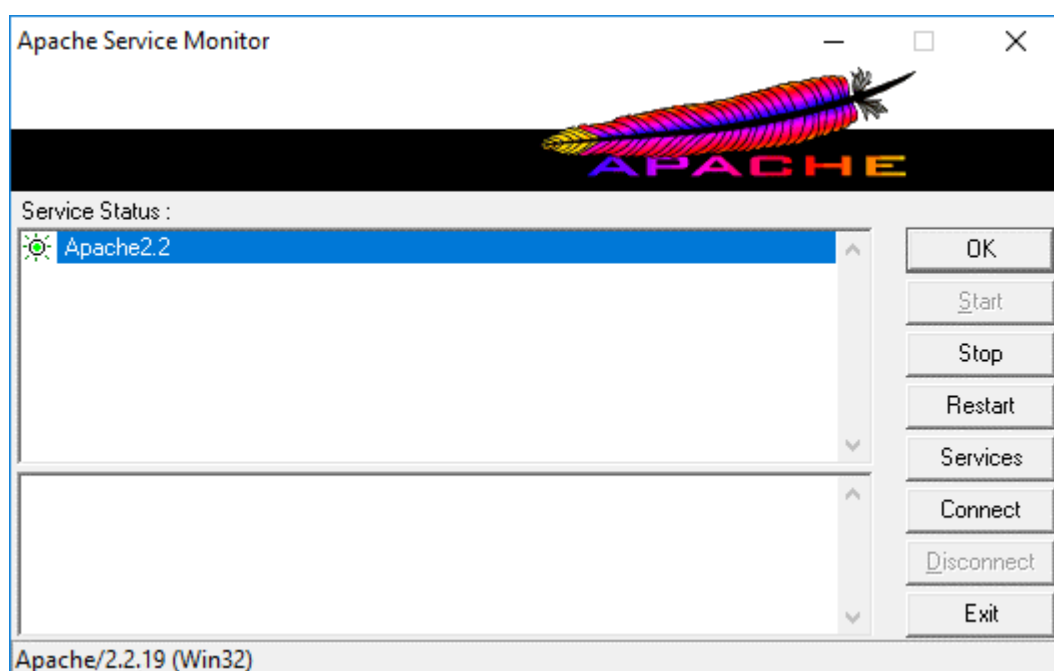 Apache Service Monitor
APACHE
Service Status :
Apache2.2
OK
Start
Stop
Restart
Services
Connect
Disconnect
Exit
Apache/2.2.19 (Win32)